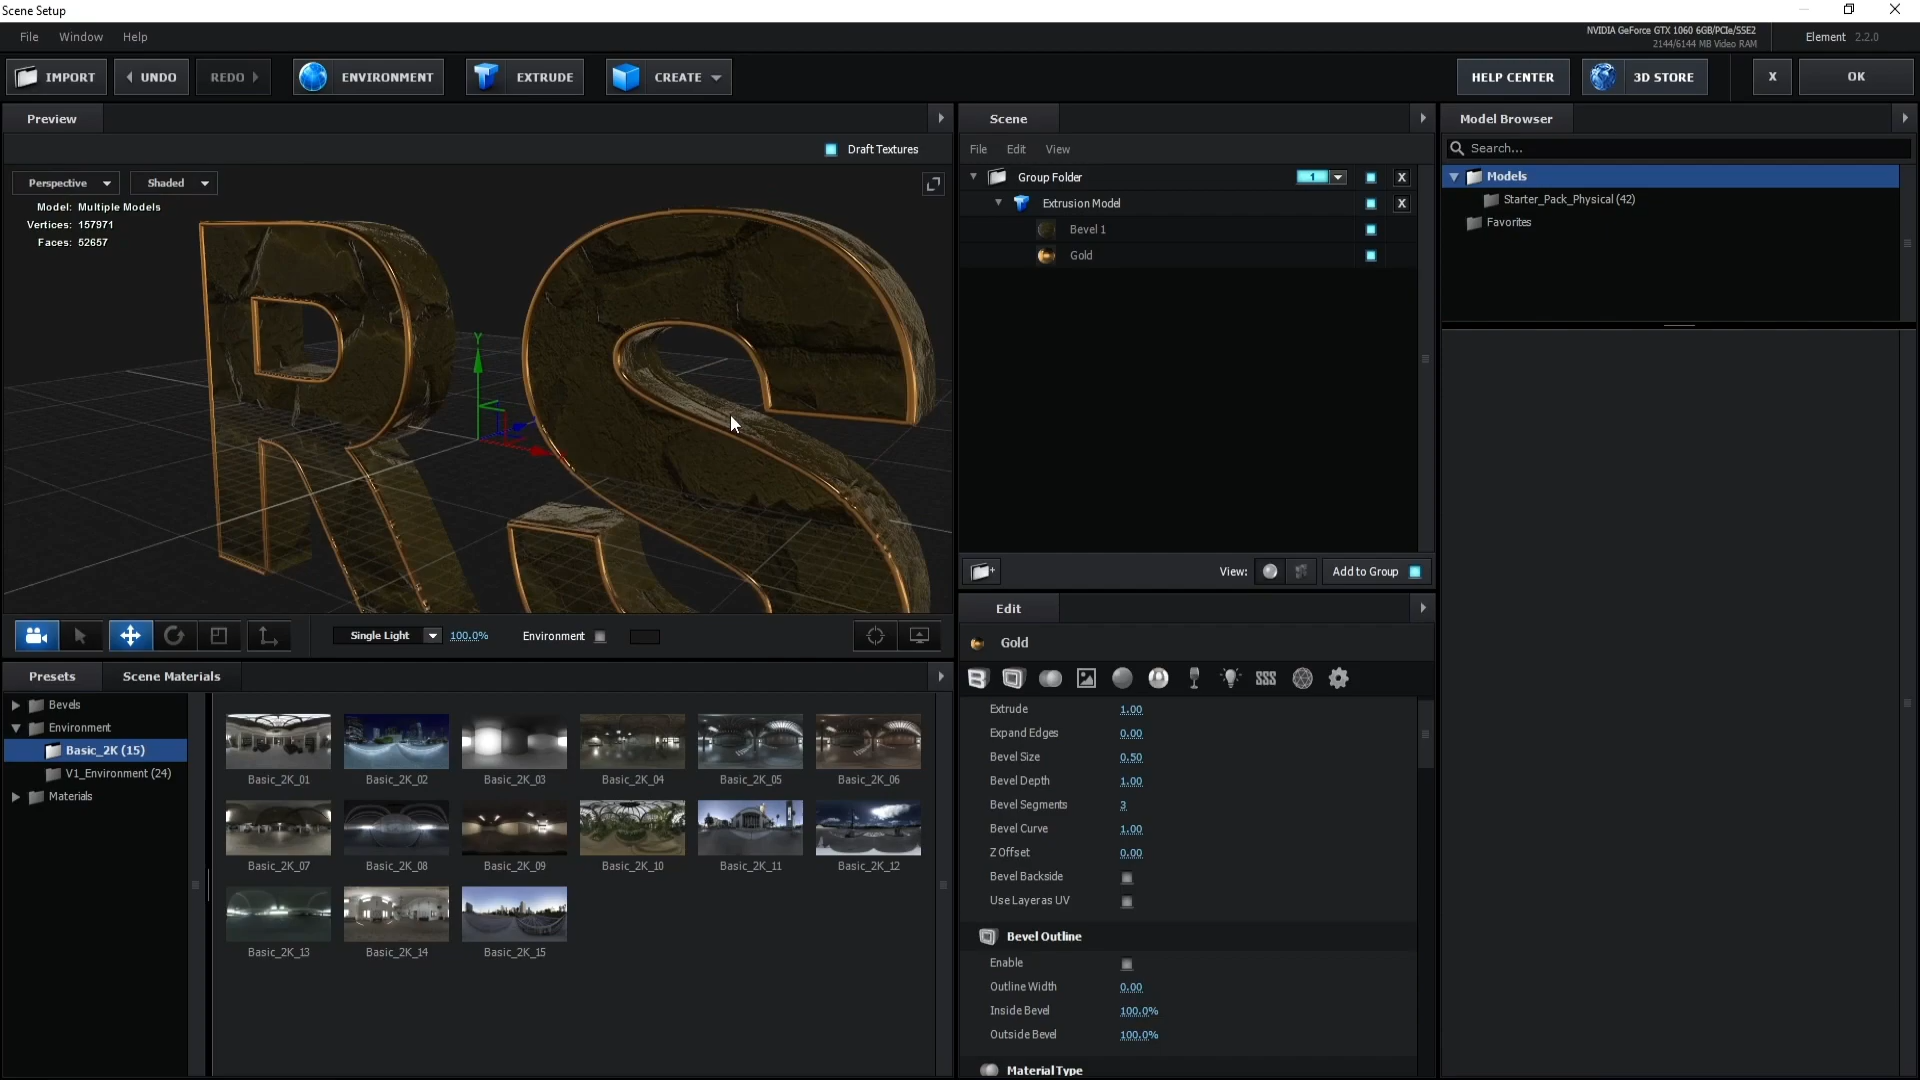 Scene Setup
File Window Help
NVIDIA GeForce GTX 1060 6GB/PCIe/SSE2
2144/6144 MB Video RAM
Element 2.2.0
IMPORT UNDO REDO ENVIRONMENT EXTRUDE CREATE HELP CENTER 3D STORE X OK
Preview
Draft Textures
Perspective Shaded
Model: Multiple Models
Vertices: 157971
Faces: 52657
Y
Single Light 100.0% Environment
Scene
File Edit View
Group Folder 1 X
Extrusion Model X
Bevel 1
Gold
View: Add to Group
Model Browser
Search...
Models
Starter_Pack_Physical (42)
Favorites
Presets Scene Materials
Bevels
Environment
Basic_2K (15)
V1_Environment (24)
Materials
Basic_2K_01 Basic_2K_02 Basic_2K_03 Basic_2K_04 Basic_2K_05 Basic_2K_06
Basic_2K_07 Basic_2K_08 Basic_2K_09 Basic_2K_10 Basic_2K_11 Basic_2K_12
Basic_2K_13 Basic_2K_14 Basic_2K_15
Edit
Gold
SSS
Extrude 1.00
Expand Edges 0.00
Bevel Size 0.50
Bevel Depth 1.00
Bevel Segments 3
Bevel Curve 1.00
Z Offset 0.00
Bevel Backside
Use Layer as UV
Bevel Outline
Enable
Outline Width 0.00
Inside Bevel 100.0%
Outside Bevel 100.0%
Material Type